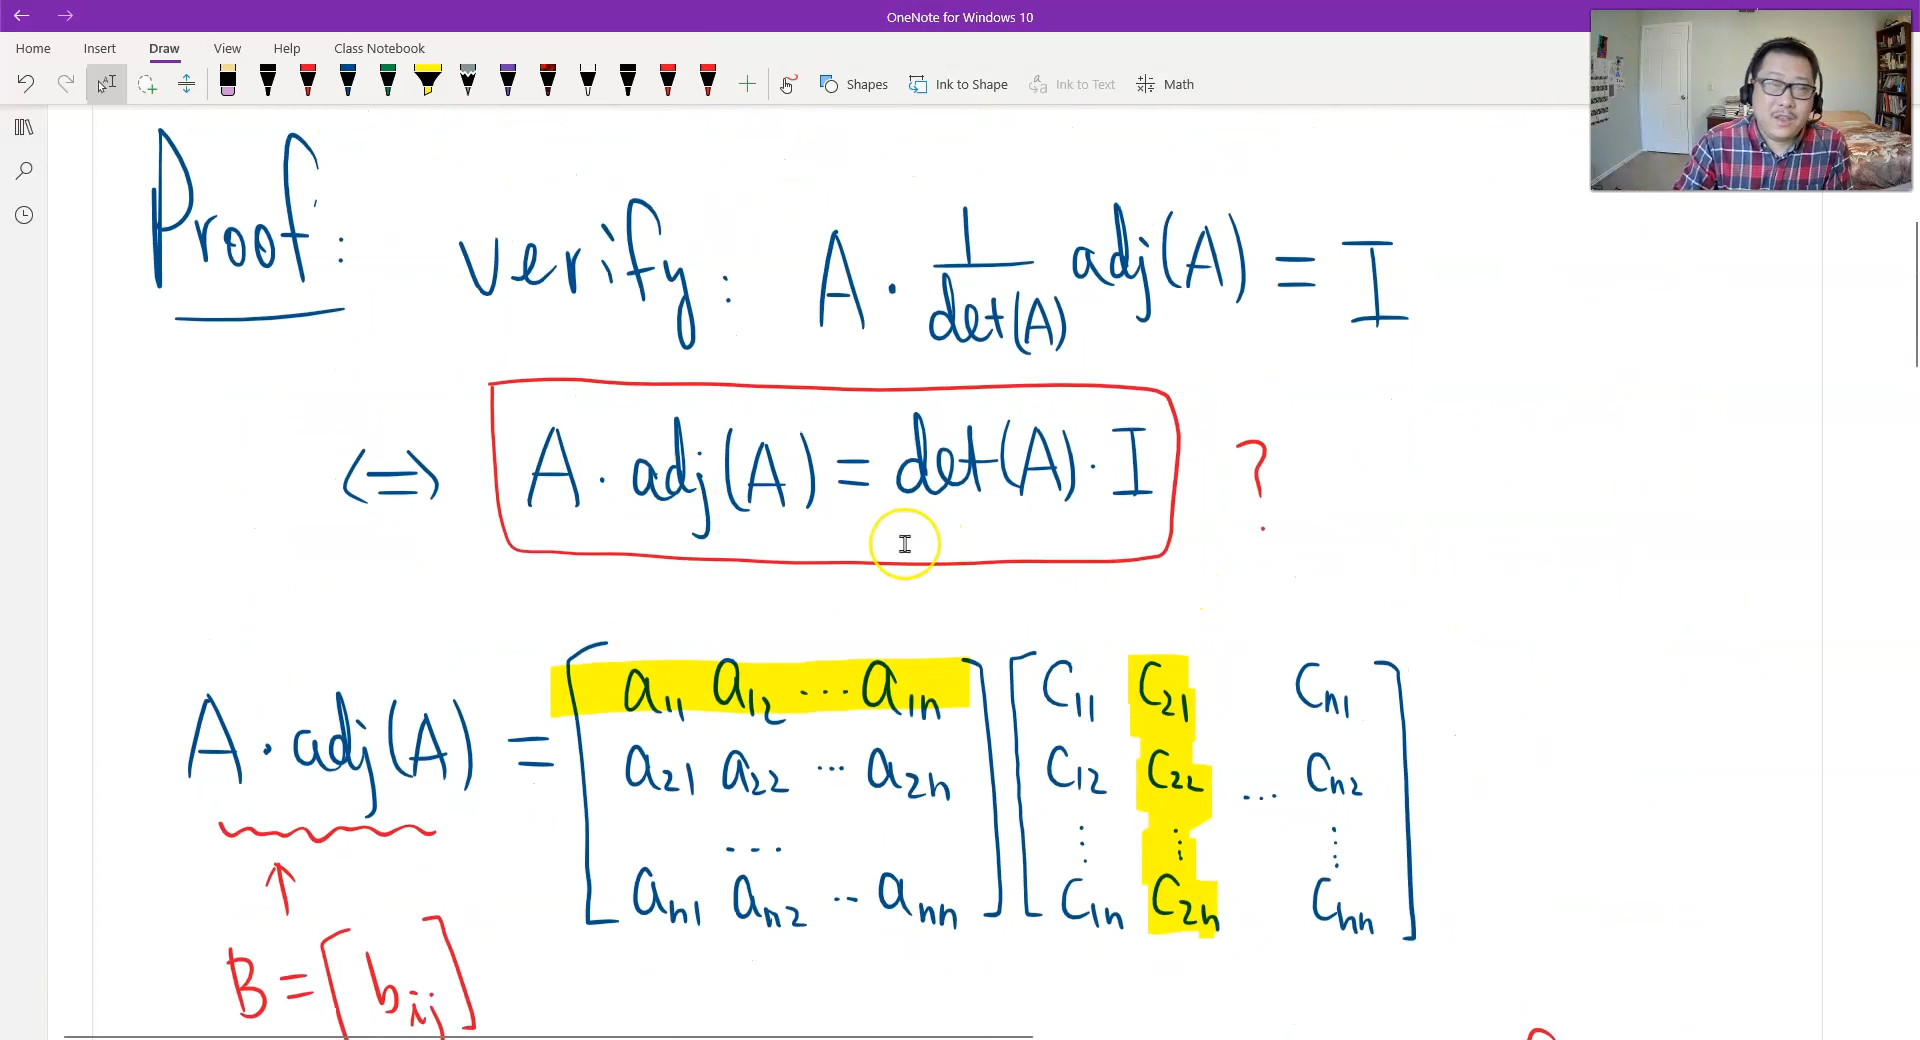 OneNote for Windows 10
Home Insert Draw View Help Class Notebook
Shapes Ink to Shape Ink to Text Math
Proof: verify: A · 1/det(A) adj(A) = I
<=> A · adj(A) = det(A) · I ?
A · adj(A) = [a11 a12 ... a1n] [C11 C21 Cn1]
a21 a22 ... a2n C12 C22 ... Cn2
... ⋮ ⋮ ⋮
an1 an2 .. ann C1n C2n Cnn
B = [bij]